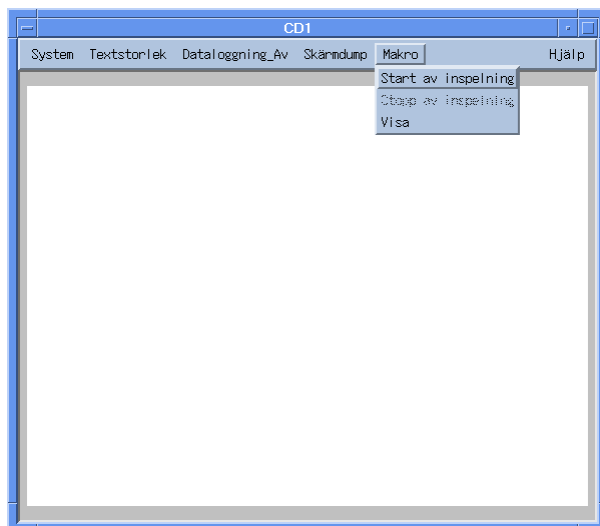 CD1
System Textstorlek Dataloggning_Av Skärmdump Makro Hjälp
Start av inspelning
Stopp av inspelning
Visa